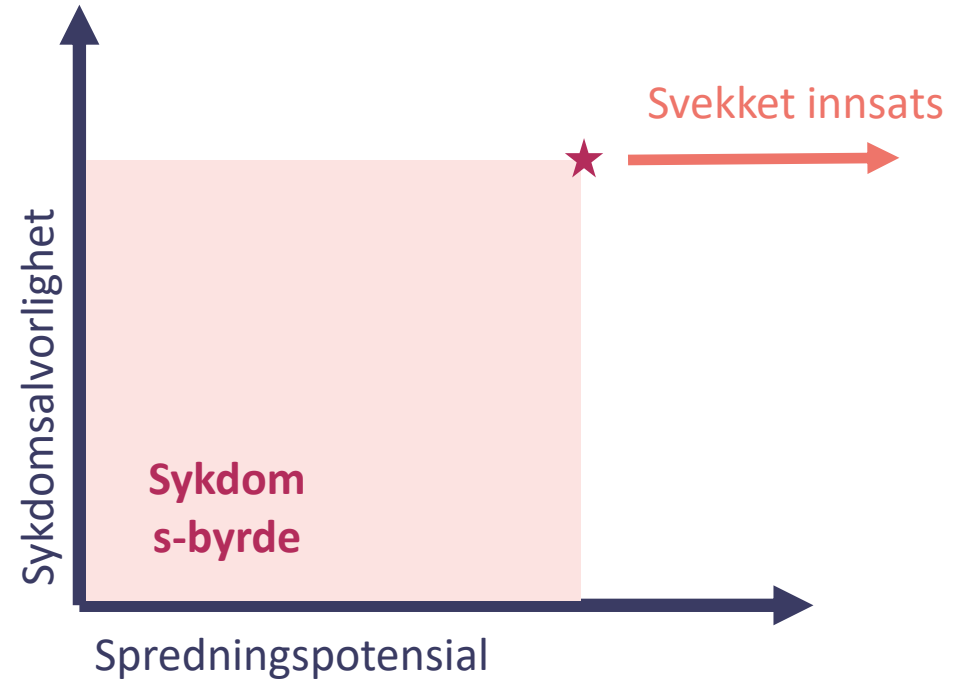 Svekket innsats
Sykdomsalvorlighet
Sykdom
s-byrde
Spredningspotensial